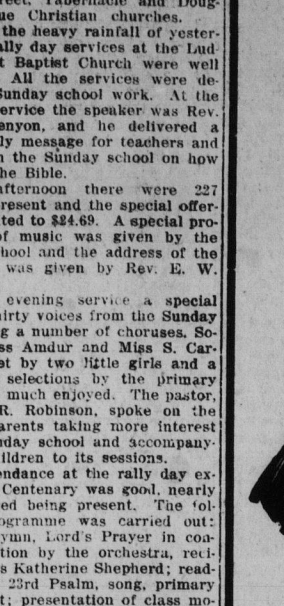 Tabernacle and Doug-
ue Christian churches.
the heavy rainfall of yester-
ally day services at the Lud-
t Baptist Church were well
All the services were de-
Sunday school work. At the
ervice the speaker was Rev.
enyon, and he delivered a
ly message for teachers and
n the Sunday school on how
he Bible.
afternoon there were 227
resent and the special offer-
ted to $24.69. A special pro-
of music was given by the
hool and the address of the
was given by Rev. E. W.
evening service a special
hirty voices from the Sunday
g a number of choruses. So-
ss Amdur and Miss S. Car-
et by two little girls and a
selections by the primary
much enjoyed. The pastor,
R. Robinson, spoke on the
arents taking more interest
nday school and accompany-
ildren to its sessions.
endance at the rally day ex-
Centenary was good, nearly
ed being present. The fol-
ogramme was carried out:
ymn, Lord's Prayer in con-
tion by the orchestra, reci-
s Katherine Shepherd; read-
23rd Psalm, song, primary
t; presentation of class mo-